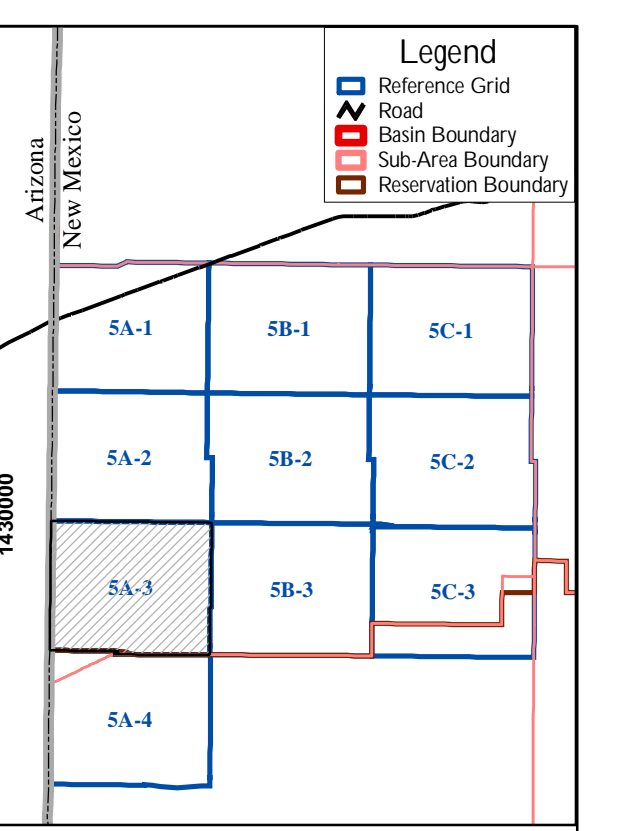 Legend
Reference Grid
Road
Basin Boundary
Sub-Area Boundary
Reservation Boundary
Arizona
New Mexico
5A-1
5B-1
5C-1
5A-2
5B-2
5C-2
1430000
5A-3
5B-3
5C-3
5A-4